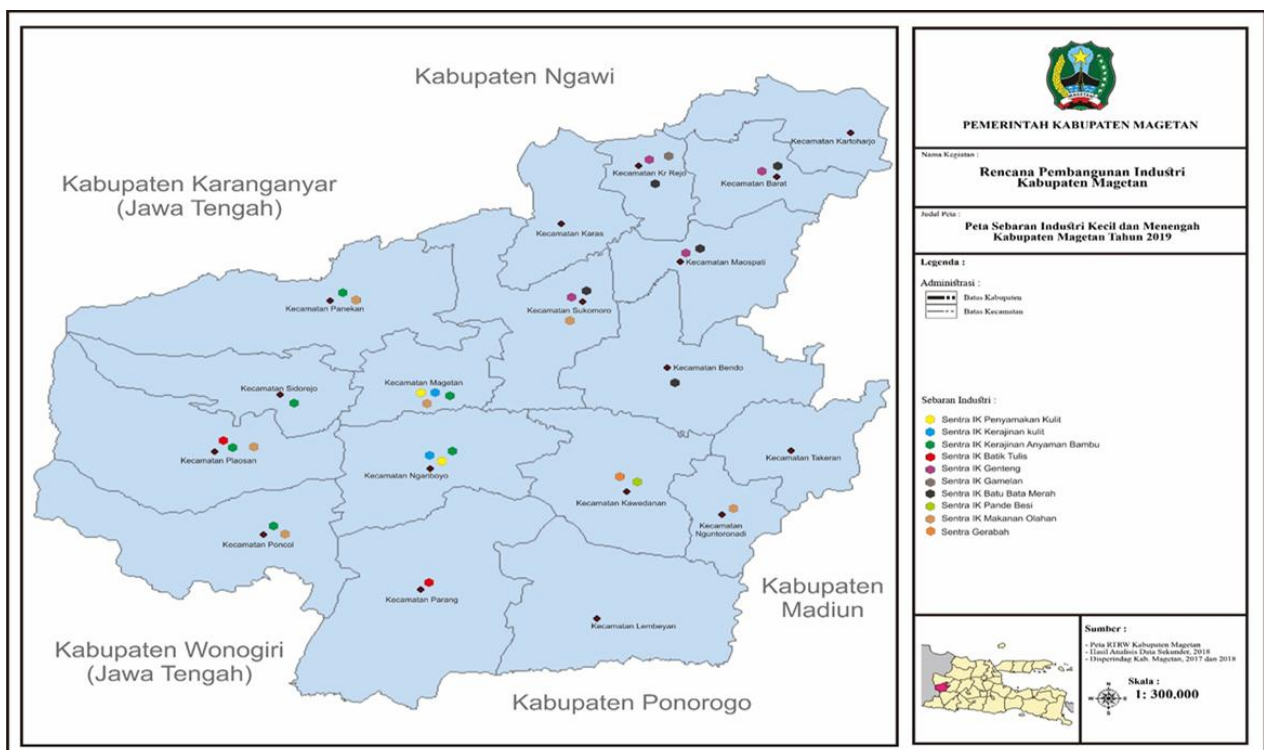 Kabupaten Ngawi
Kabupaten Karanganyar
(Jawa Tengah)
Kecamatan Kartoharjo
Kecamatan Kr Rejo
Kecamatan Barat
Kecamatan Karas
Kecamatan Maospati
Kecamatan Panekan
Kecamatan Sukomoro
Kecamatan Sidorejo
Kecamatan Magetan
Kecamatan Bendo
Kecamatan Plaosan
Kecamatan Takeran
Kecamatan Nganboyo
Kecamatan Kawedanan
Kecamatan
Nguntoronadi
Kecamatan Poncol
Kecamatan Parang
Kecamatan Lembeyan
Kabupaten
Madiun
Kabupaten Wonogiri
(Jawa Tengah)
Kabupaten Ponorogo
MAGETAN
PEMERINTAH KABUPATEN MAGETAN
Nama Kegiatan :
Rencana Pembangunan Industri
Kabupaten Magetan
Judul Peta :
Peta Sebaran Industri Kecil dan Menengah
Kabupaten Magetan Tahun 2019
Legenda :
Administrasi :
Batas Kabupaten
Batas Kecamatan
Sebaran Industri :
Sentra IK Penyamakan Kulit
Sentra IK Kerajinan kulit
Sentra IK Kerajinan Anyaman Bambu
Sentra IK Batik Tulis
Sentra IK Genteng
Sentra IK Gamelan
Sentra IK Batu Bata Merah
Sentra IK Pande Besi
Sentra IK Makanan Olahan
Sentra Gerabah
Sumber :
- Peta RTRW Kabupaten Magetan
- Hasil Analisis Data Sekunder, 2018
- Disperindag Kab. Magetan, 2017 dan 2018
Skala :
1: 300.000
N
W
E
S